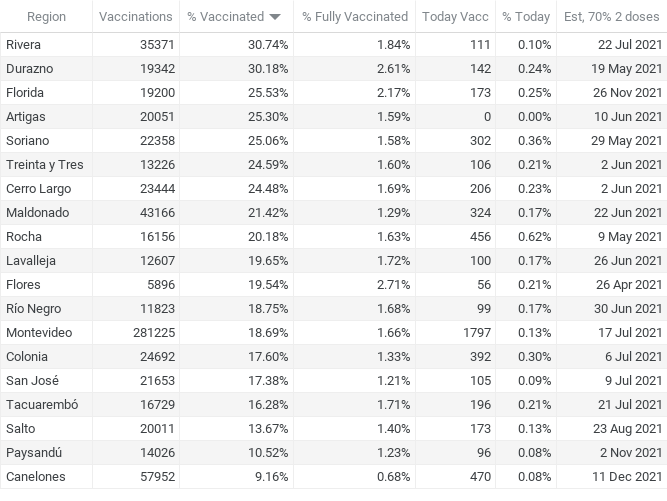 Region Vaccinations % Vaccinated % Fully Vaccinated Today Vacc % Today Est, 70% 2 doses
Rivera 35371 30.74% 1.84% 111 0.10% 22 Jul 2021
Durazno 19342 30.18% 2.61% 142 0.24% 19 May 2021
Florida 19200 25.53% 2.17% 173 0.25% 26 Nov 2021
Artigas 20051 25.30% 1.59% 0 0.00% 10 Jun 2021
Soriano 22358 25.06% 1.58% 302 0.36% 29 May 2021
Treinta y Tres 13226 24.59% 1.60% 106 0.21% 2 Jun 2021
Cerro Largo 23444 24.48% 1.69% 206 0.23% 2 Jun 2021
Maldonado 43166 21.42% 1.29% 324 0.17% 22 Jun 2021
Rocha 16156 20.18% 1.63% 456 0.62% 9 May 2021
Lavalleja 12607 19.65% 1.72% 100 0.17% 26 Jun 2021
Flores 5896 19.54% 2.71% 56 0.21% 26 Apr 2021
Río Negro 11823 18.75% 1.68% 99 0.17% 30 Jun 2021
Montevideo 281225 18.69% 1.66% 1797 0.13% 17 Jul 2021
Colonia 24692 17.60% 1.33% 392 0.30% 6 Jul 2021
San José 21653 17.38% 1.21% 105 0.09% 9 Jul 2021
Tacuarembó 16729 16.28% 1.71% 196 0.21% 21 Jul 2021
Salto 20011 13.67% 1.40% 173 0.13% 23 Aug 2021
Paysandú 14026 10.52% 1.23% 96 0.08% 2 Nov 2021
Canelones 57952 9.16% 0.68% 470 0.08% 11 Dec 2021